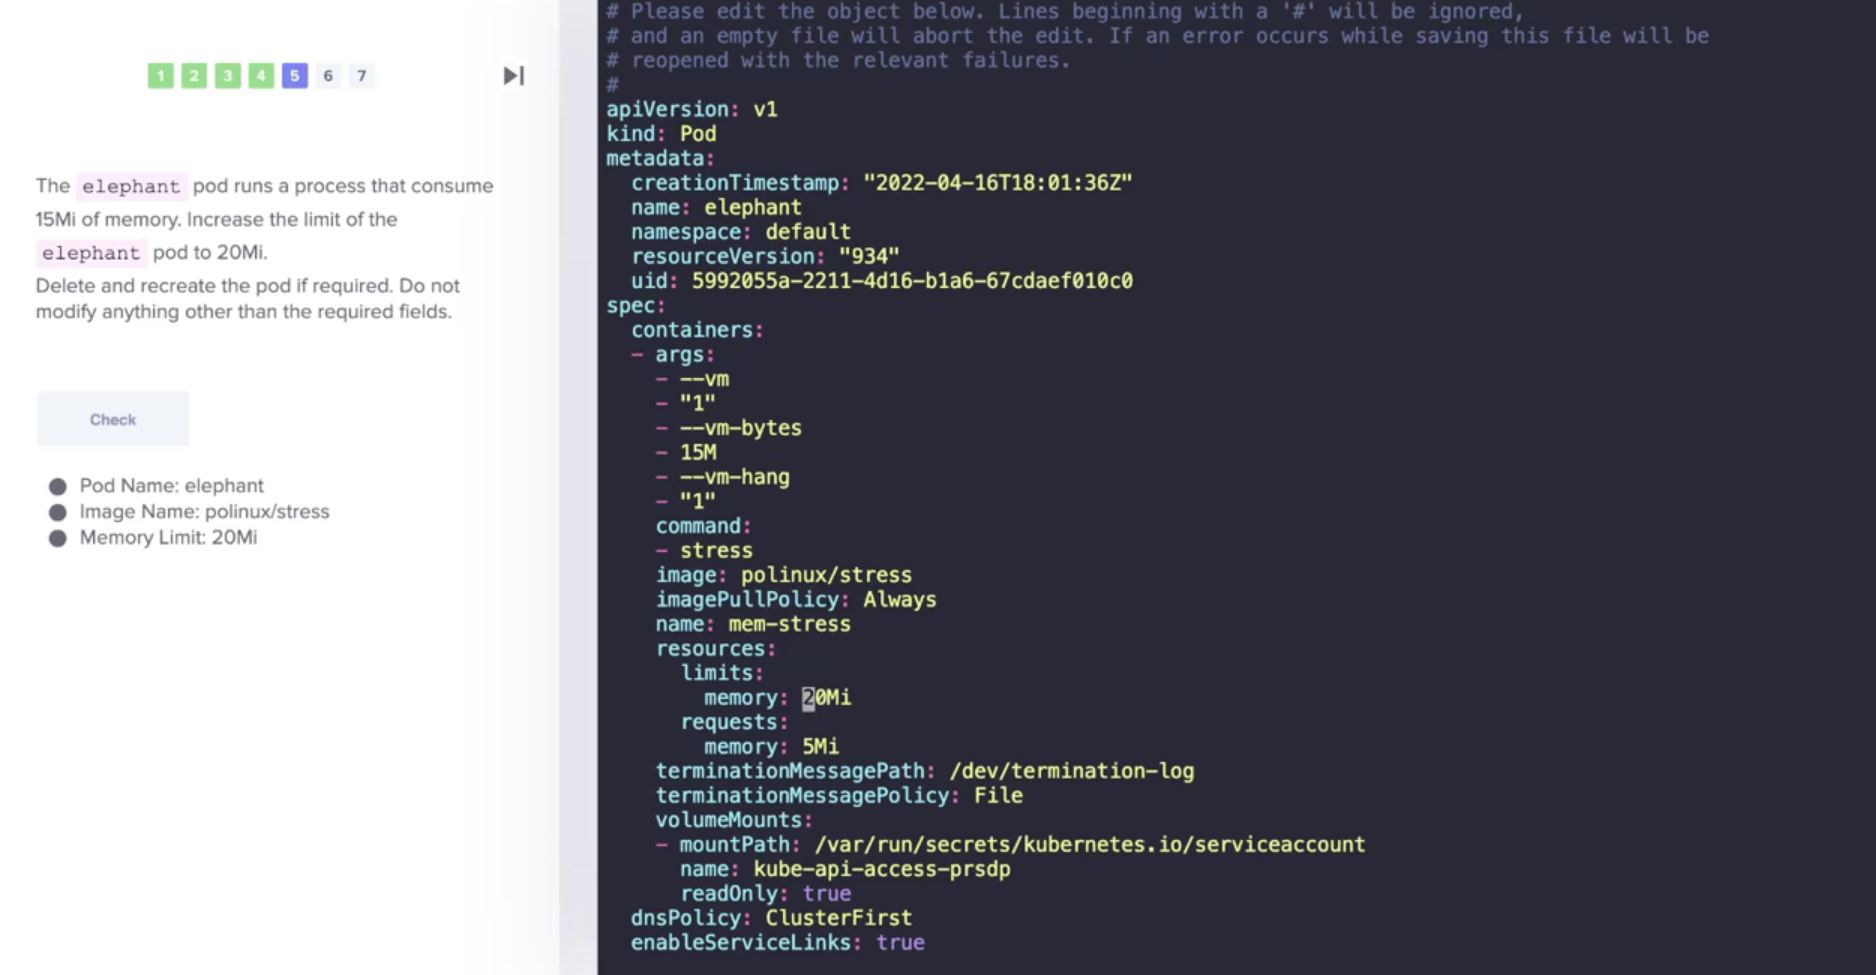 1 2 3 4 5 6 7
The elephant pod runs a process that consume
15Mi of memory. Increase the limit of the
elephant pod to 20Mi.
Delete and recreate the pod if required. Do not
modify anything other than the required fields.
Check
Pod Name: elephant
Image Name: polinux/stress
Memory Limit: 20Mi
# Please edit the object below. Lines beginning with a '#' will be ignored,
# and an empty file will abort the edit. If an error occurs while saving this file will be
# reopened with the relevant failures.
#
apiVersion: v1
kind: Pod
metadata:
  creationTimestamp: "2022-04-16T18:01:36Z"
  name: elephant
  namespace: default
  resourceVersion: "934"
  uid: 5992055a-2211-4d16-b1a6-67cdaef010c0
spec:
  containers:
  - args:
    - --vm
    - "1"
    - --vm-bytes
    - 15M
    - --vm-hang
    - "1"
    command:
    - stress
    image: polinux/stress
    imagePullPolicy: Always
    name: mem-stress
    resources:
      limits:
        memory: 20Mi
      requests:
        memory: 5Mi
    terminationMessagePath: /dev/termination-log
    terminationMessagePolicy: File
    volumeMounts:
    - mountPath: /var/run/secrets/kubernetes.io/serviceaccount
      name: kube-api-access-prsdp
      readOnly: true
  dnsPolicy: ClusterFirst
  enableServiceLinks: true